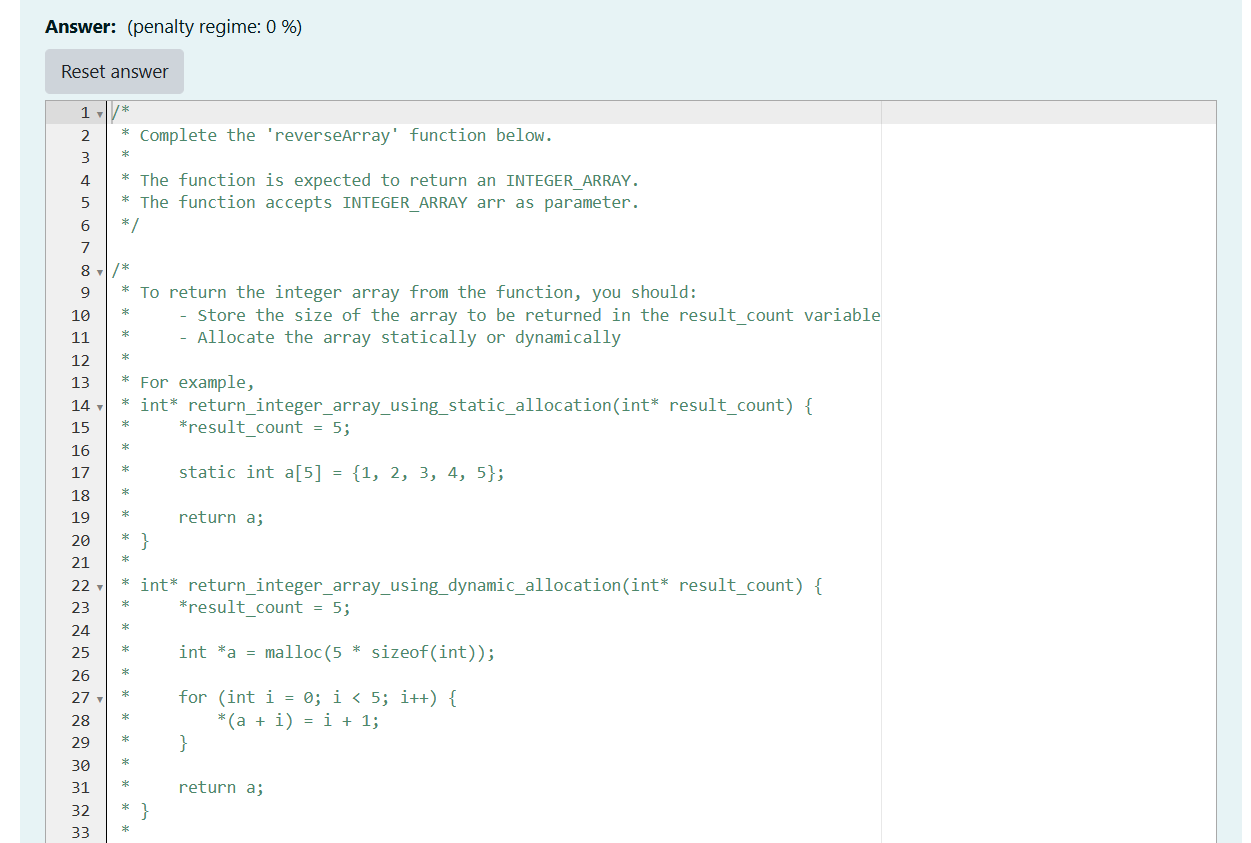 Answer: (penalty regime: 0 %)
Reset answer
1 /*
2  * Complete the 'reverseArray' function below.
3  *
4  * The function is expected to return an INTEGER_ARRAY.
5  * The function accepts INTEGER_ARRAY arr as parameter.
6  */
7
8 /*
9  * To return the integer array from the function, you should:
10  *     - Store the size of the array to be returned in the result_count variable
11  *     - Allocate the array statically or dynamically
12  *
13  * For example,
14  * int* return_integer_array_using_static_allocation(int* result_count) {
15  *     *result_count = 5;
16  *
17  *     static int a[5] = {1, 2, 3, 4, 5};
18  *
19  *     return a;
20  * }
21  *
22  * int* return_integer_array_using_dynamic_allocation(int* result_count) {
23  *     *result_count = 5;
24  *
25  *     int *a = malloc(5 * sizeof(int));
26  *
27  *     for (int i = 0; i < 5; i++) {
28  *         *(a + i) = i + 1;
29  *     }
30  *
31  *     return a;
32  * }
33  *